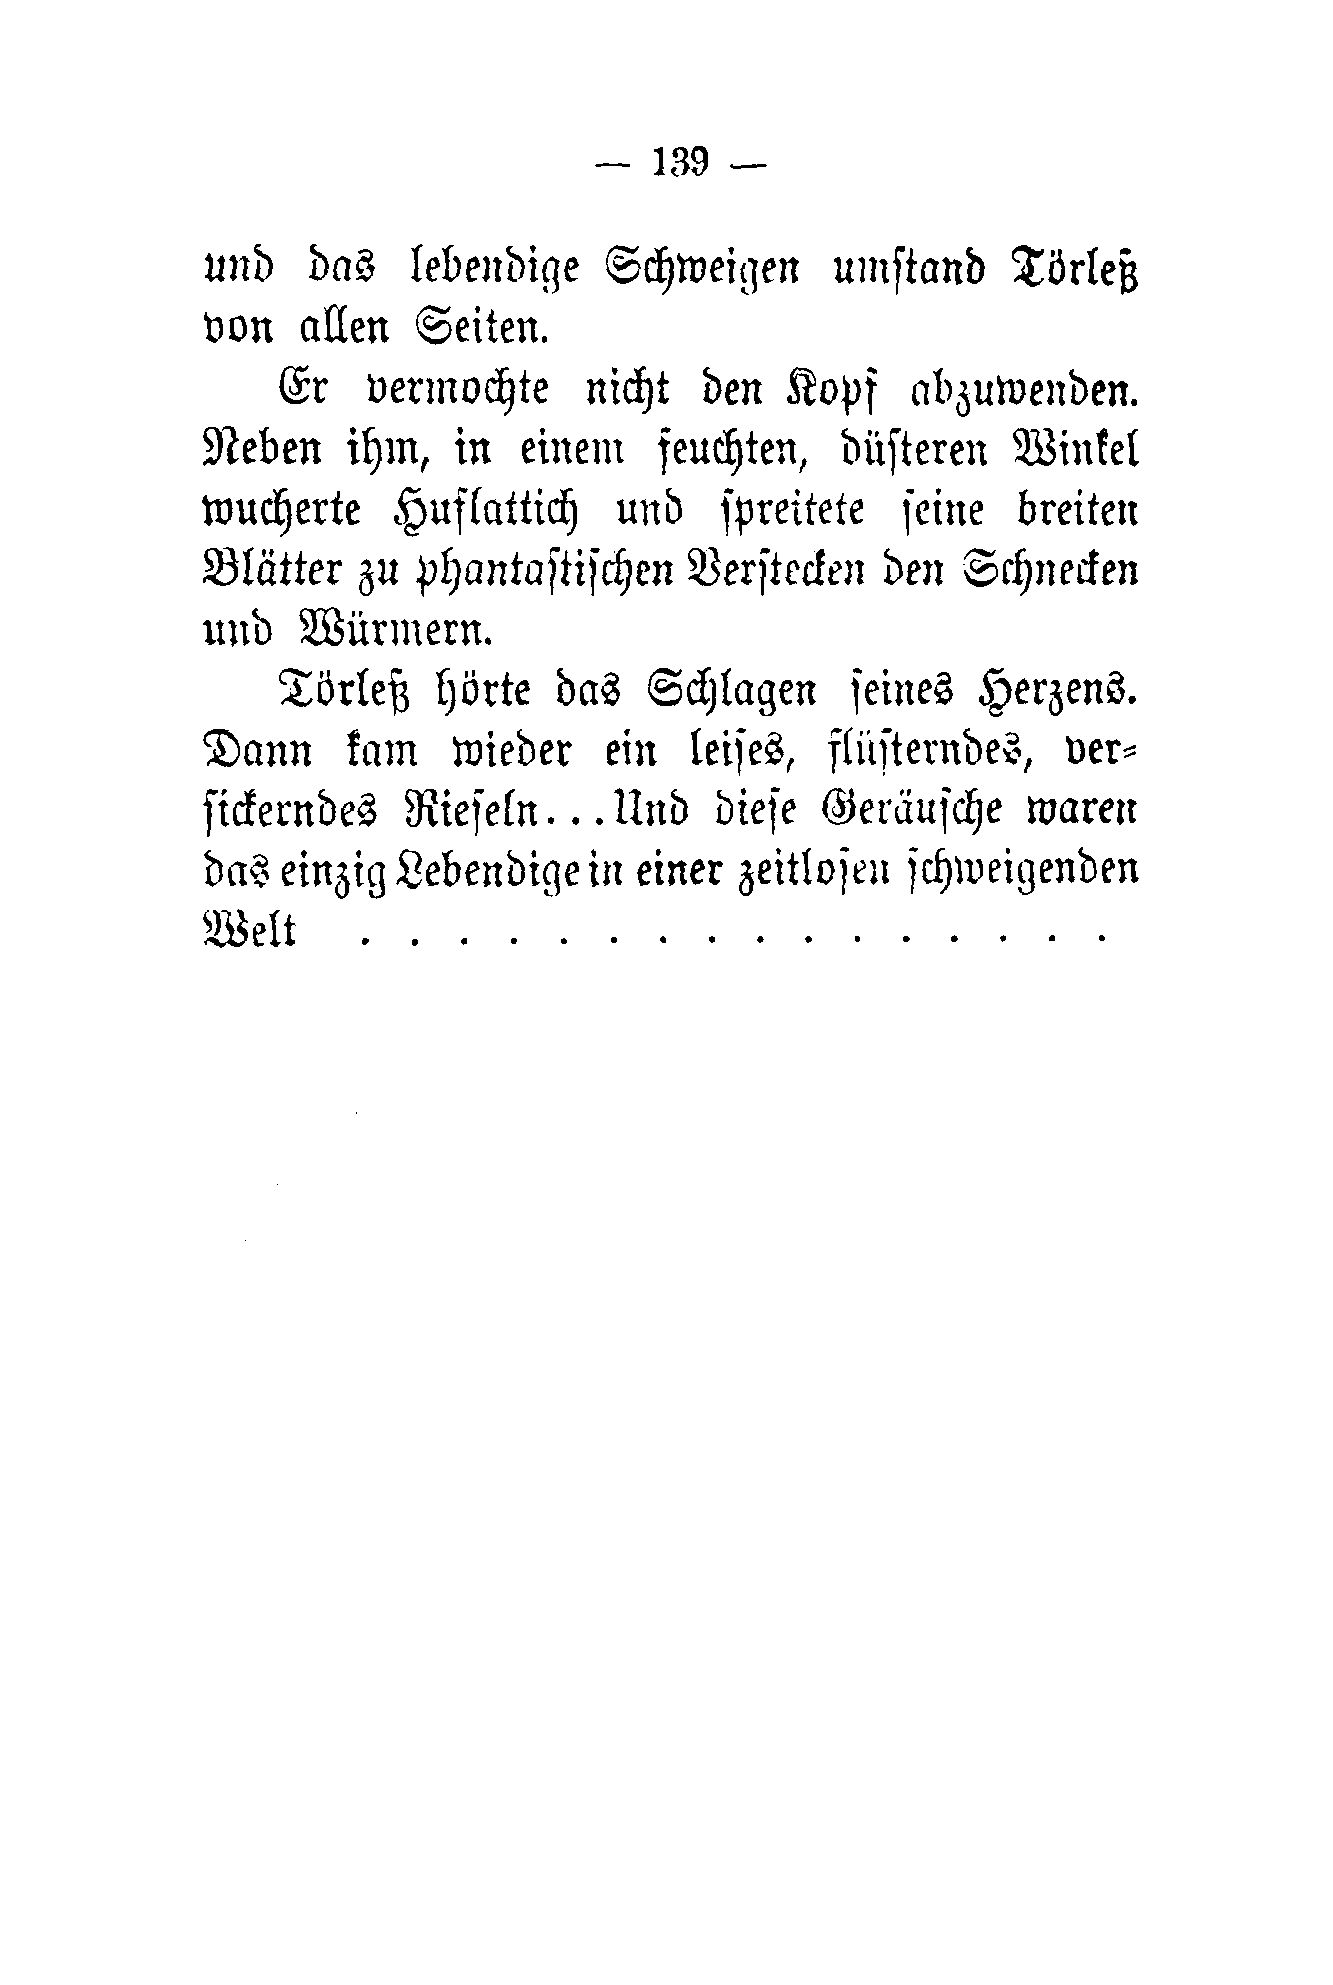 — 139 —
und das lebendige Schweigen umstand Törleß
von allen Seiten.
Er vermochte nicht den Kopf abzuwenden.
Neben ihm, in einem feuchten, düsteren Winkel
wucherte Huflattich und spreitete seine breiten
Blätter zu phantastischen Verstecken den Schnecken
und Würmern.
Törleß hörte das Schlagen seines Herzens.
Dann kam wieder ein leises, flüsterndes, ver-
sickerndes Rieseln... Und diese Geräusche waren
das einzig Lebendige in einer zeitlosen schweigenden
Welt . . . . . . . . . . . . . . . .